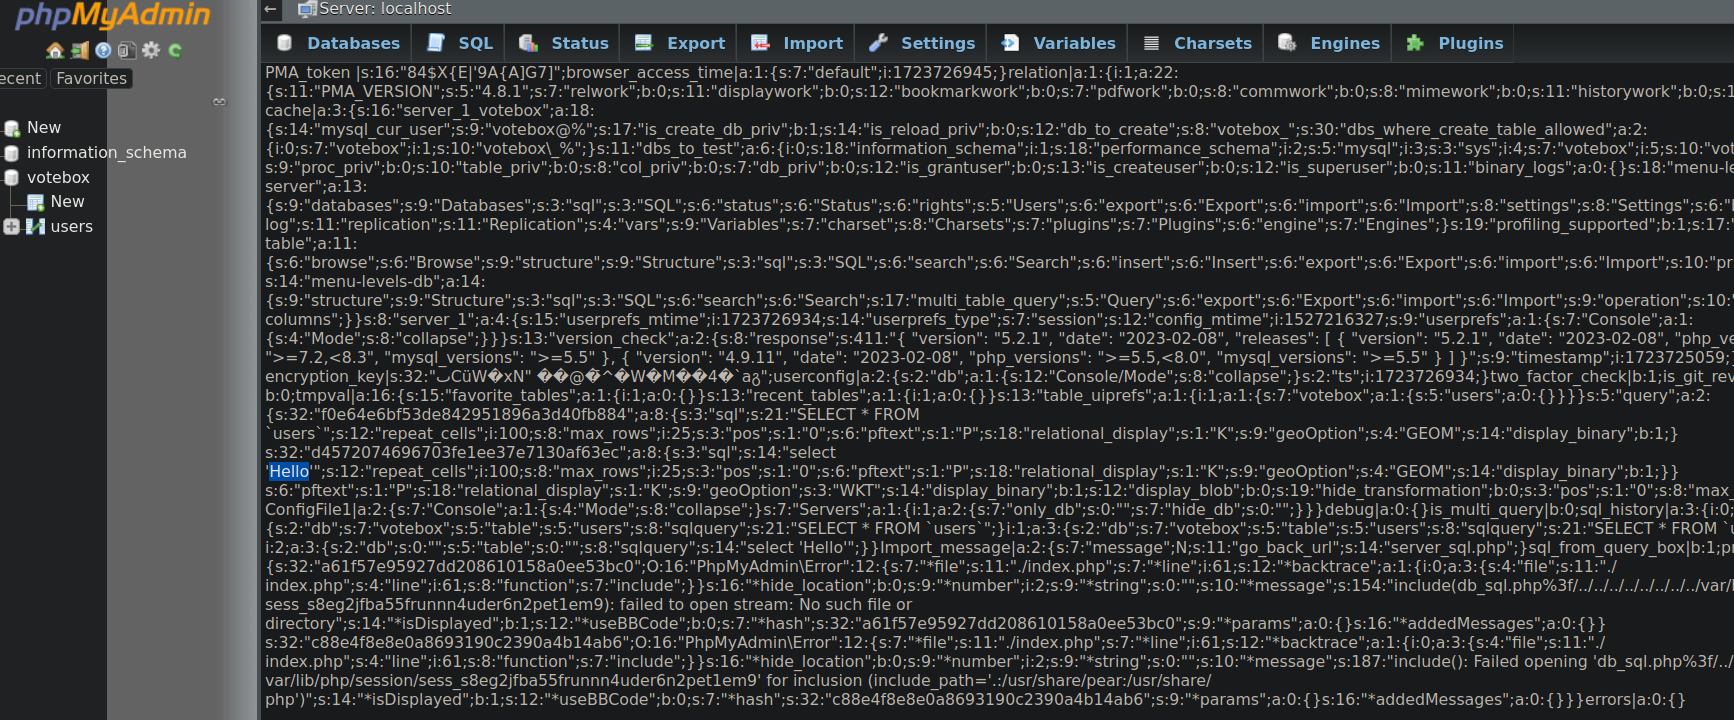 phpMyAdmin
ecent Favorites
New
information_schema
votebox
New
users
← Server: localhost
Databases SQL Status Export Import Settings Variables Charsets Engines Plugins
PMA_token |s:16:"84$X{E|'9A{A]G7]";browser_access_time|a:1:{s:7:"default";i:1723726945;}relation|a:1:{i:1;a:22:
{s:11:"PMA_VERSION";s:5:"4.8.1";s:7:"relwork";b:0;s:11:"displaywork";b:0;s:12:"bookmarkwork";b:0;s:7:"pdfwork";b:0;s:8:"commwork";b:0;s:8:"mimework";b:0;s:11:"historywork";b:0;s:1
cache|a:3:{s:16:"server_1_votebox";a:18:
{s:14:"mysql_cur_user";s:9:"votebox@%";s:17:"is_create_db_priv";b:1;s:14:"is_reload_priv";b:0;s:12:"db_to_create";s:8:"votebox_";s:30:"dbs_where_create_table_allowed";a:2:
{i:0;s:7:"votebox";i:1;s:10:"votebox\_%";}s:11:"dbs_to_test";a:6:{i:0;s:18:"information_schema";i:1;s:18:"performance_schema";i:2;s:5:"mysql";i:3;s:3:"sys";i:4;s:7:"votebox";i:5;s:10:"vot
s:9:"proc_priv";b:0;s:10:"table_priv";b:0;s:8:"col_priv";b:0;s:7:"db_priv";b:0;s:12:"is_grantuser";b:0;s:13:"is_createuser";b:0;s:12:"is_superuser";b:0;s:11:"binary_logs";a:0:{}s:18:"menu-le
server";a:13:
{s:9:"databases";s:9:"Databases";s:3:"sql";s:3:"SQL";s:6:"status";s:6:"Status";s:6:"rights";s:5:"Users";s:6:"export";s:6:"Export";s:6:"import";s:6:"Import";s:8:"settings";s:8:"Settings";s:6:"
log";s:11:"replication";s:11:"Replication";s:4:"vars";s:9:"Variables";s:7:"charset";s:8:"Charsets";s:7:"plugins";s:7:"Plugins";s:6:"engine";s:7:"Engines";}s:19:"profiling_supported";b:1;s:17:"
table";a:11:
{s:6:"browse";s:6:"Browse";s:9:"structure";s:9:"Structure";s:3:"sql";s:3:"SQL";s:6:"search";s:6:"Search";s:6:"insert";s:6:"Insert";s:6:"export";s:6:"Export";s:6:"import";s:6:"Import";s:10:"pr
s:14:"menu-levels-db";a:14:
{s:9:"structure";s:9:"Structure";s:3:"sql";s:3:"SQL";s:6:"search";s:6:"Search";s:17:"multi_table_query";s:5:"Query";s:6:"export";s:6:"Export";s:6:"import";s:6:"Import";s:9:"operation";s:10:"
columns";}}s:8:"server_1";a:4:{s:15:"userprefs_mtime";i:1723726934;s:14:"userprefs_type";s:7:"session";s:12:"config_mtime";i:1527216327;s:9:"userprefs";a:1:{s:7:"Console";a:1:
{s:4:"Mode";s:8:"collapse";}}}s:13:"version_check";a:2:{s:8:"response";s:411:"{ "version": "5.2.1", "date": "2023-02-08", "releases": [ { "version": "5.2.1", "date": "2023-02-08", "php_ve
">=7.2,<8.3", "mysql_versions": ">=5.5" }, { "version": "4.9.11", "date": "2023-02-08", "php_versions": ">=5.5,<8.0", "mysql_versions": ">=5.5" } ] }";s:9:"timestamp";i:1723725059;}
encryption_key|s:32:" ";userconfig|a:2:{s:2:"db";a:1:{s:12:"Console/Mode";s:8:"collapse";}s:2:"ts";i:1723726934;}two_factor_check|b:1;is_git_rev
b:0;tmpval|a:16:{s:15:"favorite_tables";a:1:{i:1;a:0:{}}s:13:"recent_tables";a:1:{i:1;a:0:{}}s:13:"table_uiprefs";a:1:{i:1;a:1:{s:7:"votebox";a:1:{s:5:"users";a:0:{}}}}s:5:"query";a:2:
{s:32:"f0e64e6bf53de842951896a3d40fb884";a:8:{s:3:"sql";s:21:"SELECT * FROM
`users`";s:12:"repeat_cells";i:100;s:8:"max_rows";i:25;s:3:"pos";s:1:"0";s:6:"pftext";s:1:"P";s:18:"relational_display";s:1:"K";s:9:"geoOption";s:4:"GEOM";s:14:"display_binary";b:1;}
s:32:"d4572074696703fe1ee37e7130af63ec";a:8:{s:3:"sql";s:14:"select
'Hello'";s:12:"repeat_cells";i:100;s:8:"max_rows";i:25;s:3:"pos";s:1:"0";s:6:"pftext";s:1:"P";s:18:"relational_display";s:1:"K";s:9:"geoOption";s:4:"GEOM";s:14:"display_binary";b:1;}}
s:6:"pftext";s:1:"P";s:18:"relational_display";s:1:"K";s:9:"geoOption";s:3:"WKT";s:14:"display_binary";b:1;s:12:"display_blob";b:0;s:19:"hide_transformation";b:0;s:3:"pos";s:1:"0";s:8:"max_
ConfigFile1|a:2:{s:7:"Console";a:1:{s:4:"Mode";s:8:"collapse";}s:7:"Servers";a:1:{i:1;a:2:{s:7:"only_db";s:0:"";s:7:"hide_db";s:0:"";}}}debug|a:0:{}is_multi_query|b:0;sql_history|a:3:{i:0;
{s:2:"db";s:7:"votebox";s:5:"table";s:5:"users";s:8:"sqlquery";s:21:"SELECT * FROM `users`";}i:1;a:3:{s:2:"db";s:7:"votebox";s:5:"table";s:5:"users";s:8:"sqlquery";s:21:"SELECT * FROM `u
i:2;a:3:{s:2:"db";s:0:"";s:5:"table";s:0:"";s:8:"sqlquery";s:14:"select 'Hello'";}}Import_message|a:2:{s:7:"message";N;s:11:"go_back_url";s:14:"server_sql.php";}sql_from_query_box|b:1;pr
{s:32:"a61f57e95927dd208610158a0ee53bc0";O:16:"PhpMyAdmin\Error":12:{s:7:"*file";s:11:"./index.php";s:7:"*line";i:61;s:12:"*backtrace";a:1:{i:0;a:3:{s:4:"file";s:11:"./
index.php";s:4:"line";i:61;s:8:"function";s:7:"include";}}s:16:"*hide_location";b:0;s:9:"*number";i:2;s:9:"*string";s:0:"";s:10:"*message";s:154:"include(db_sql.php%3f/../../../../../../../../var/l
sess_s8eg2jfba55frunnn4uder6n2pet1em9): failed to open stream: No such file or
directory";s:14:"*isDisplayed";b:1;s:12:"*useBBCode";b:0;s:7:"*hash";s:32:"a61f57e95927dd208610158a0ee53bc0";s:9:"*params";a:0:{}s:16:"*addedMessages";a:0:{}}
s:32:"c88e4f8e8e0a8693190c2390a4b14ab6";O:16:"PhpMyAdmin\Error":12:{s:7:"*file";s:11:"./index.php";s:7:"*line";i:61;s:12:"*backtrace";a:1:{i:0;a:3:{s:4:"file";s:11:"./
index.php";s:4:"line";i:61;s:8:"function";s:7:"include";}}s:16:"*hide_location";b:0;s:9:"*number";i:2;s:9:"*string";s:0:"";s:10:"*message";s:187:"include(): Failed opening 'db_sql.php%3f/../
var/lib/php/session/sess_s8eg2jfba55frunnn4uder6n2pet1em9' for inclusion (include_path='.:/usr/share/pear:/usr/share/
php')";s:14:"*isDisplayed";b:1;s:12:"*useBBCode";b:0;s:7:"*hash";s:32:"c88e4f8e8e0a8693190c2390a4b14ab6";s:9:"*params";a:0:{}s:16:"*addedMessages";a:0:{}}}errors|a:0:{}